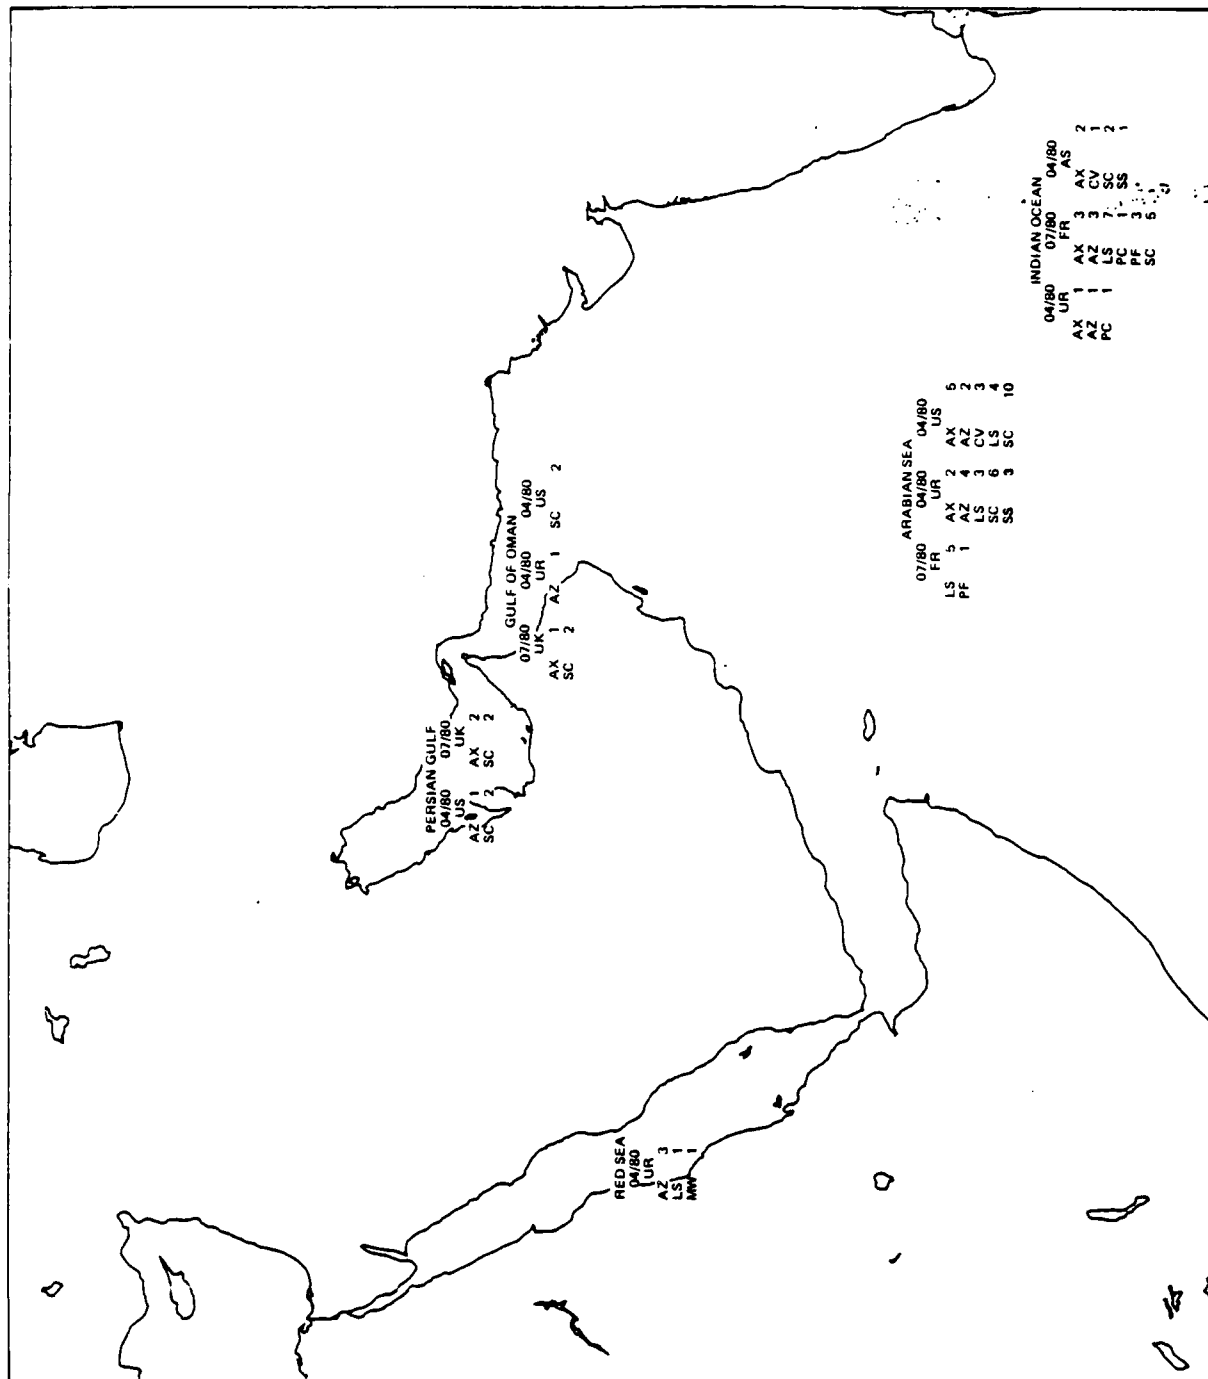 PERSIAN GULF
04/80 07/80
US UK
AZ 1 AX 2
SC 2 SC 2
GULF OF OMAN
07/80 04/80 04/80
UK UR US
AX 1 AZ 1 SC 2
SC 2
RED SEA
04/80
UR
AZ 3
LS 1
MW 1
ARABIAN SEA
07/80 04/80 04/80
FR UR US
LS 5 AX 2 AX 5
PF 1 AZ 4 AZ 2
LS 3 CV 3
SC 6 LS 4
SS 3 SC 10
INDIAN OCEAN
04/80 07/80 04/80
UR FR AS
AX 1 AX 3 AX 2
AZ 1 AZ 3 CV 1
PC 1 LS 7 SC 2
PC 1 SS 1
PF 3
SC 5